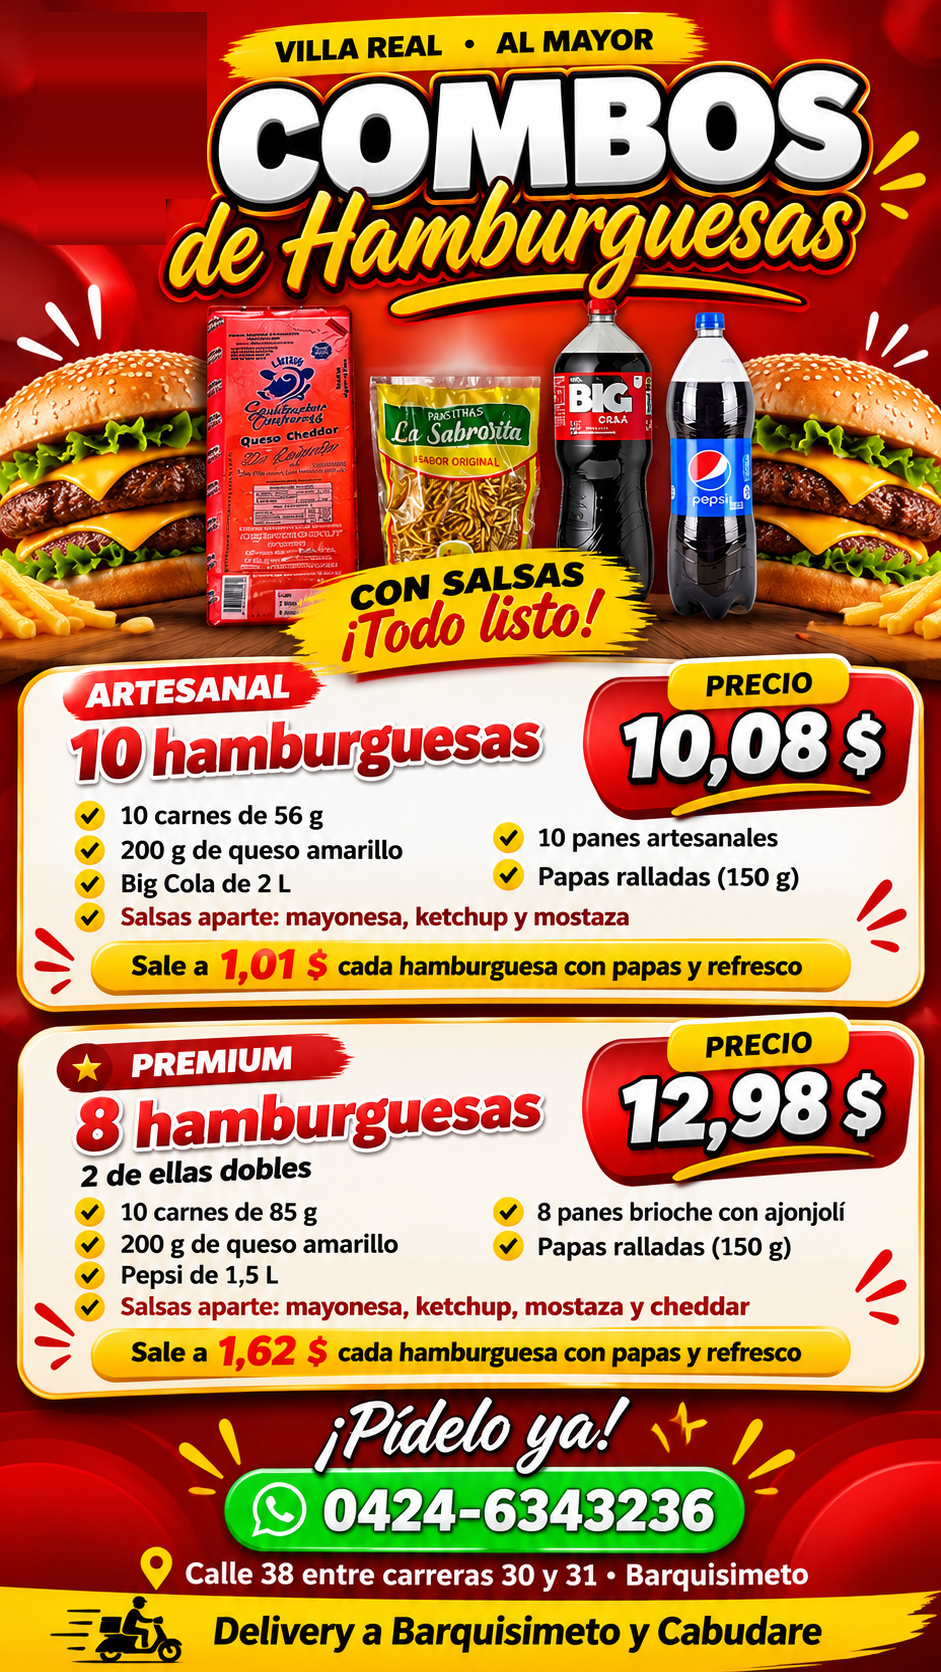 VILLA REAL • AL MAYOR
COMBOS
de Hamburguesas
Queso Cheddar
PASTITHAS
La Sabrosita
SABOR ORIGINAL
BIG
pepsi
CON SALSAS
¡Todo listo!
ARTESANAL
10 hamburguesas
PRECIO
10,08 $
10 carnes de 56 g
200 g de queso amarillo
Big Cola de 2 L
10 panes artesanales
Papas ralladas (150 g)
Salsas aparte: mayonesa, ketchup y mostaza
Sale a 1,01 $ cada hamburguesa con papas y refresco
PREMIUM
8 hamburguesas
2 de ellas dobles
PRECIO
12,98 $
10 carnes de 85 g
200 g de queso amarillo
Pepsi de 1,5 L
8 panes brioche con ajonjolí
Papas ralladas (150 g)
Salsas aparte: mayonesa, ketchup, mostaza y cheddar
Sale a 1,62 $ cada hamburguesa con papas y refresco
¡Pídelo ya!
0424-6343236
Calle 38 entre carreras 30 y 31 • Barquisimeto
Delivery a Barquisimeto y Cabudare